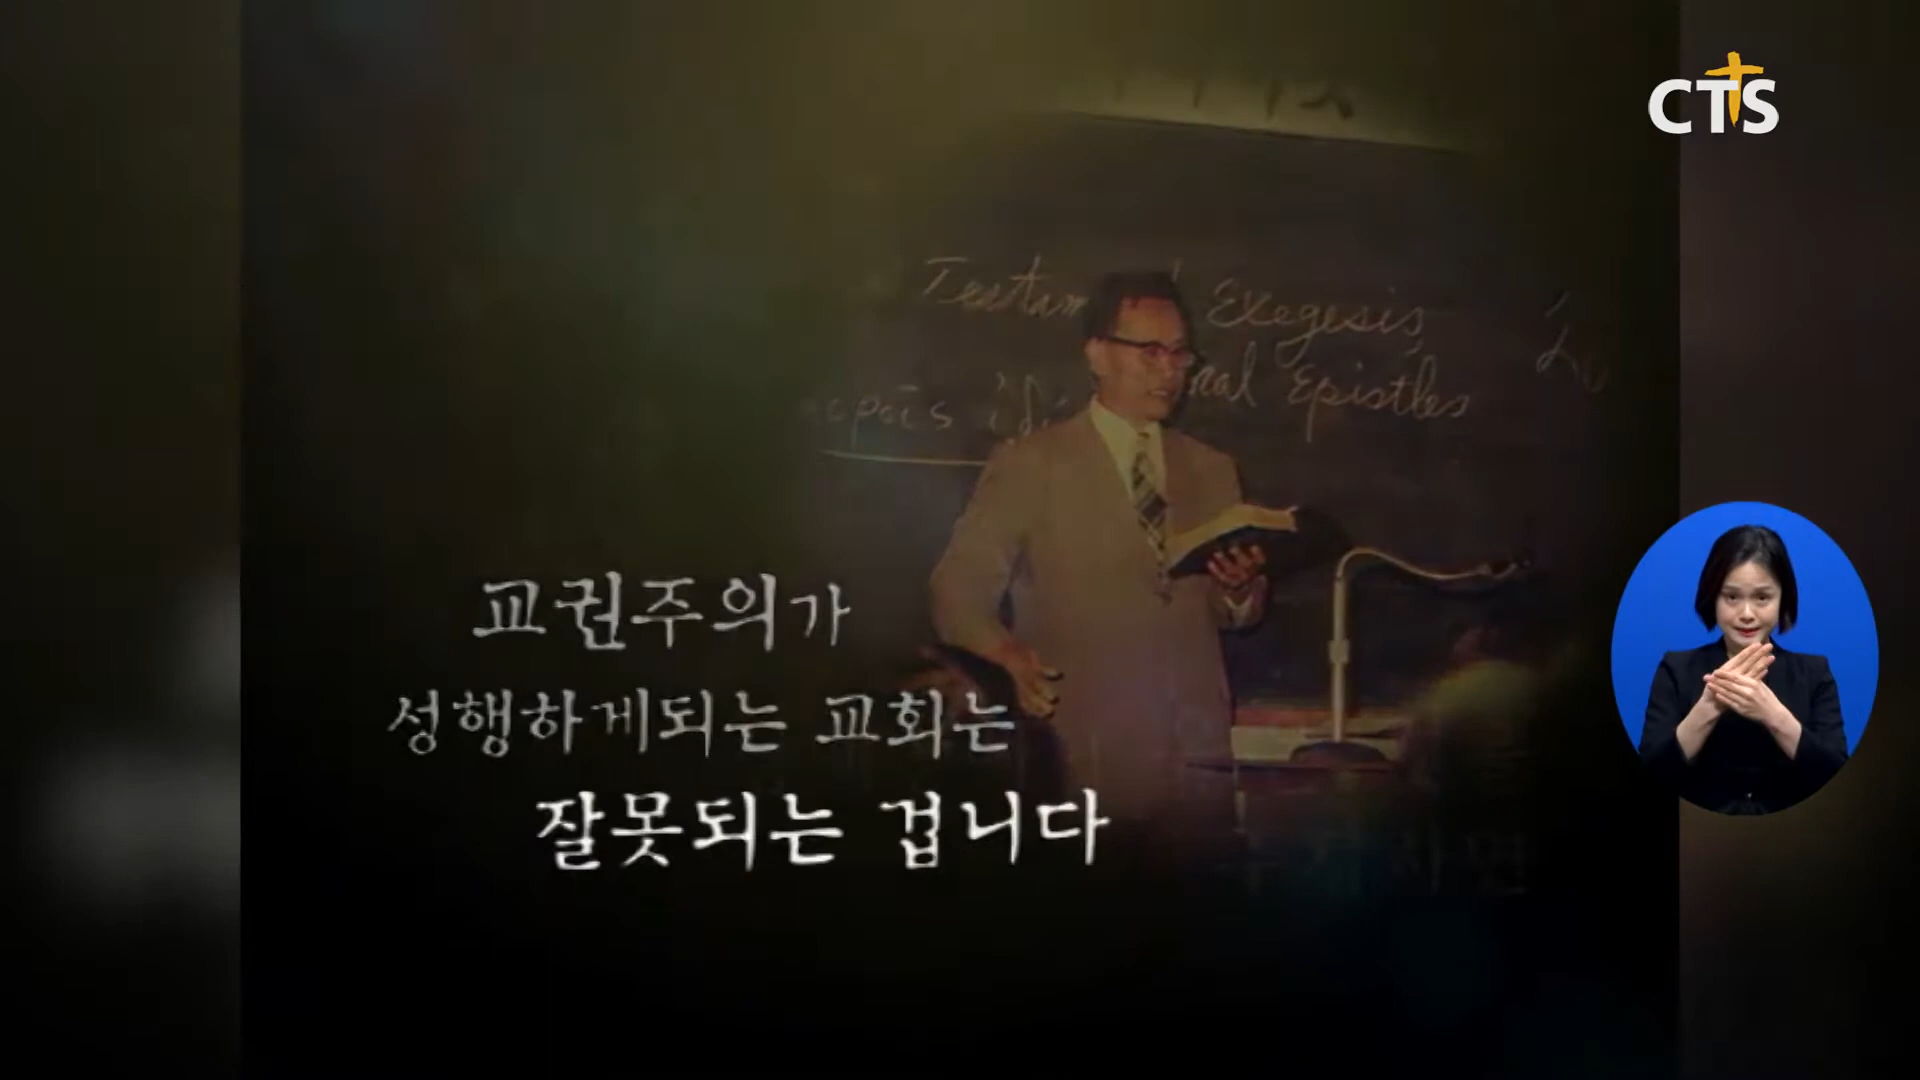 CTS
Exegesis
Epistles
교권주의가
성행하게되는 교회는
잘못되는 겁니다